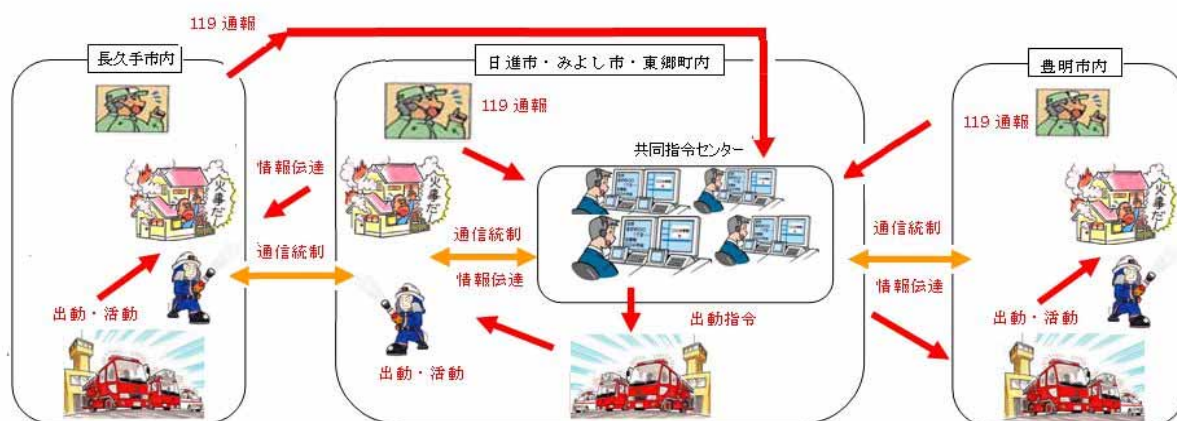 119 通報
長久手市内
日進市・みよし市・東郷町内
豊明市内
119 通報
119 通報
共同指令センター
情報伝達
火事だ
通信統制
通信統制
情報伝達
通信統制
情報伝達
火事だ
火事だ
出動・活動
出動指令
出動・活動
出動・活動